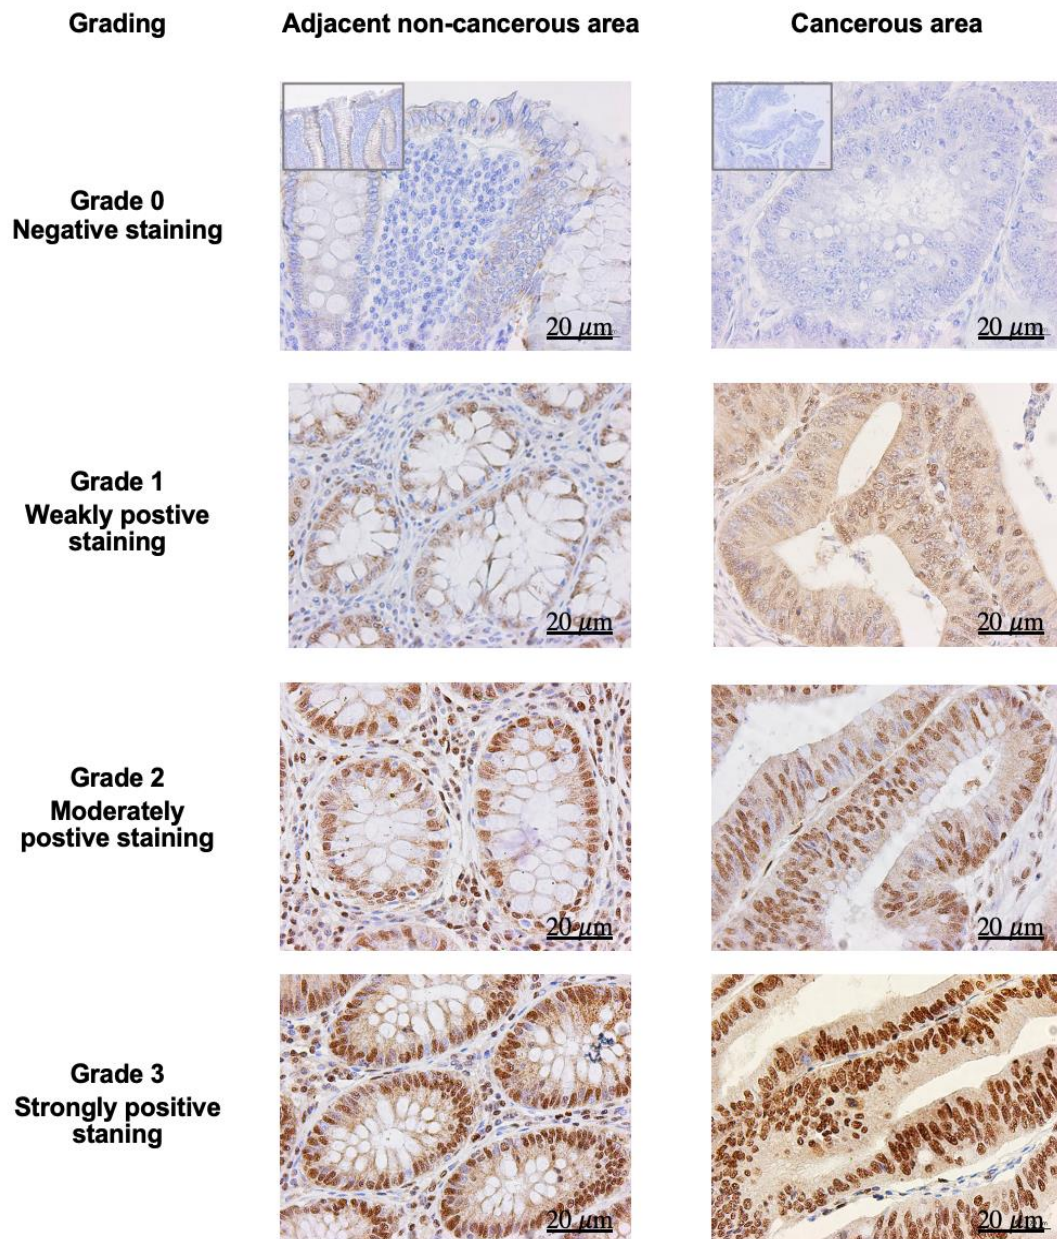 Grading Adjacent non-cancerous area Cancerous area
Grade 0
Negative staining
20 µm 20 µm
Grade 1
Weakly postive
staining
20 µm 20 µm
Grade 2
Moderately
postive staining
20 µm 20 µm
Grade 3
Strongly positive
staning
20 µm 20 µm